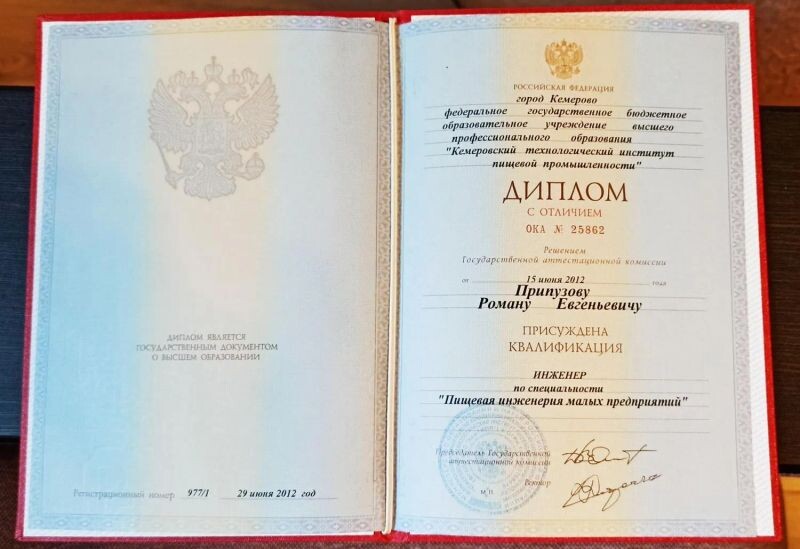 ДИПЛОМ ЯВЛЯЕТСЯ
ГОСУДАРСТВЕННЫМ ДОКУМЕНТОМ
О ВЫСШЕМ ОБРАЗОВАНИИ
Регистрационный номер 977/1 29 июня 2012 год
РОССИЙСКАЯ ФЕДЕРАЦИЯ
город Кемерово
федеральное государственное бюджетное
образовательное учреждение высшего
профессионального образования
"Кемеровский технологический институт
пищевой промышленности"
ДИПЛОМ
С ОТЛИЧИЕМ
ОКА № 25862
Решением
Государственной аттестационной комиссии
от 15 июня 2012 года
Припузову
Роману Евгеньевичу
ПРИСУЖДЕНА
КВАЛИФИКАЦИЯ
ИНЖЕНЕР
по специальности
"Пищевая инженерия малых предприятий"
Председатель Государственной
аттестационной комиссии
Ректор
М.П.